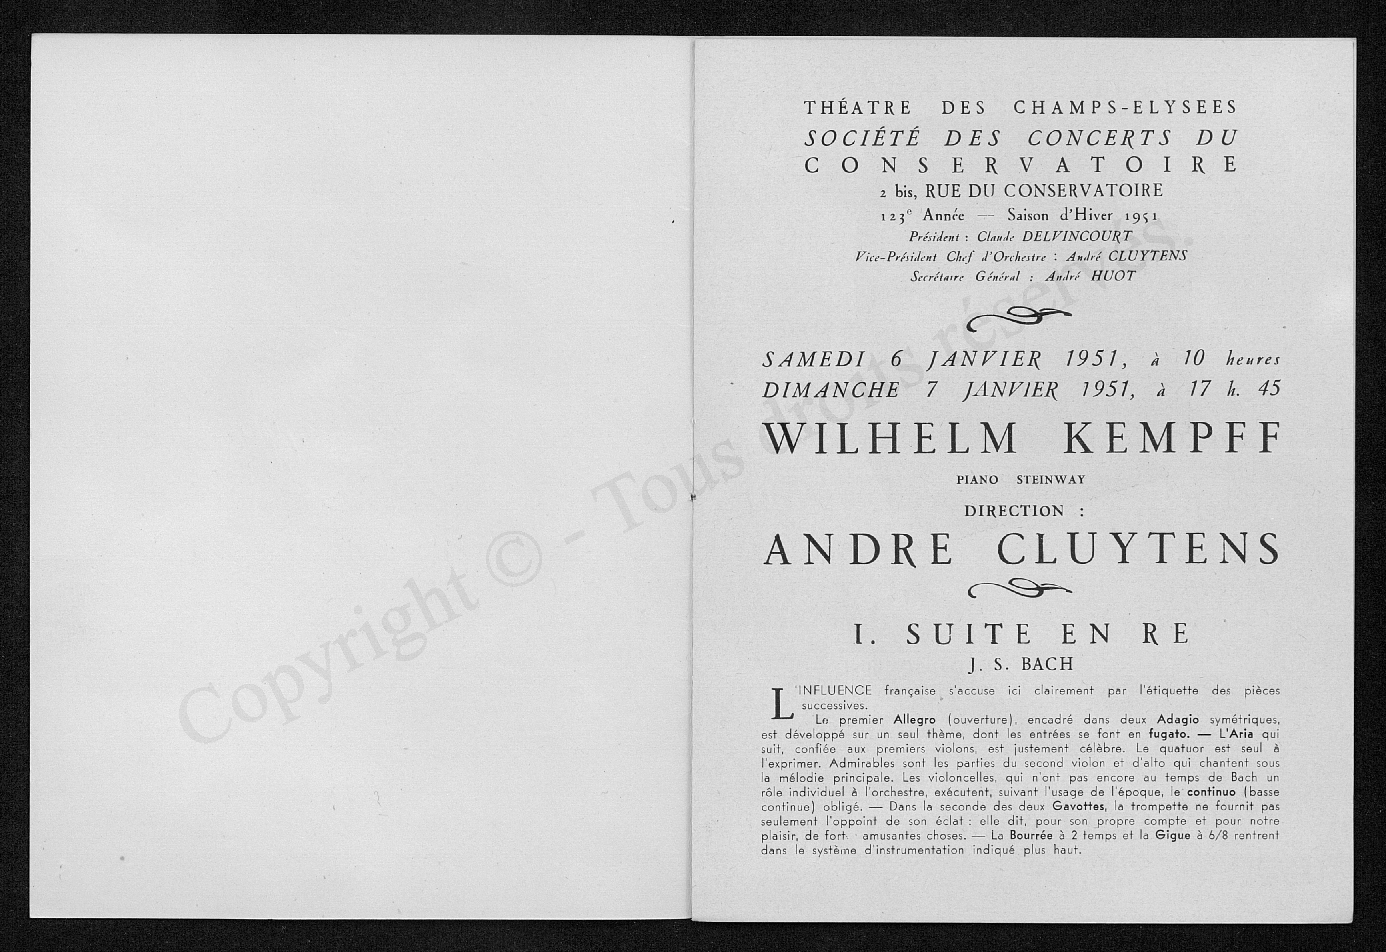 THÉATRE DES CHAMPS-ELYSEES
SOCIÉTÉ DES CONCERTS DU
CONSERVATOIRE
2 bis, RUE DU CONSERVATOIRE
123e Année — Saison d'Hiver 1951
Président : Claude DELVINCOURT
Vice-Président Chef d'Orchestre : André CLUYTENS
Secrétaire Général : André HUOT
SAMEDI 6 JANVIER 1951, à 10 heures
DIMANCHE 7 JANVIER 1951, à 17 h. 45
WILHELM KEMPFF
PIANO STEINWAY
DIRECTION :
ANDRE CLUYTENS
I. SUITE EN RE
J. S. BACH
L'INFLUENCE française s'accuse ici clairement par l'étiquette des pièces
successives.
Le premier Allegro (ouverture), encadré dans deux Adagio symétriques,
est développé sur un seul thème, dont les entrées se font en fugato. — L'Aria qui
suit, confiée aux premiers violons, est justement célèbre. Le quatuor est seul à
l'exprimer. Admirables sont les parties du second violon et d'alto qui chantent sous
la mélodie principale. Les violoncelles, qui n'ont pas encore au temps de Bach un
rôle individuel à l'orchestre, exécutent, suivant l'usage de l'époque, le continuo (basse
continue) obligé. — Dans la seconde des deux Gavottes, la trompette ne fournit pas
seulement l'appoint de son éclat : elle dit, pour son propre compte et pour notre
plaisir, de fort amusantes choses. — La Bourrée à 2 temps et la Gigue à 6/8 rentrent
dans le système d'instrumentation indiqué plus haut.
Copyright © - Tous droits réservés.